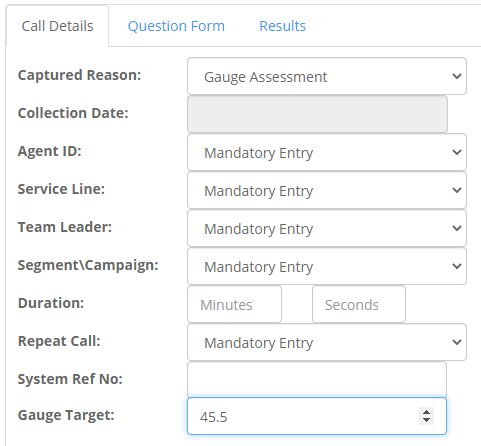 Call Details Question Form Results
Captured Reason: Gauge Assessment
Collection Date:
Agent ID: Mandatory Entry
Service Line: Mandatory Entry
Team Leader: Mandatory Entry
Segment\Campaign: Mandatory Entry
Duration: Minutes Seconds
Repeat Call: Mandatory Entry
System Ref No:
Gauge Target: 45.5